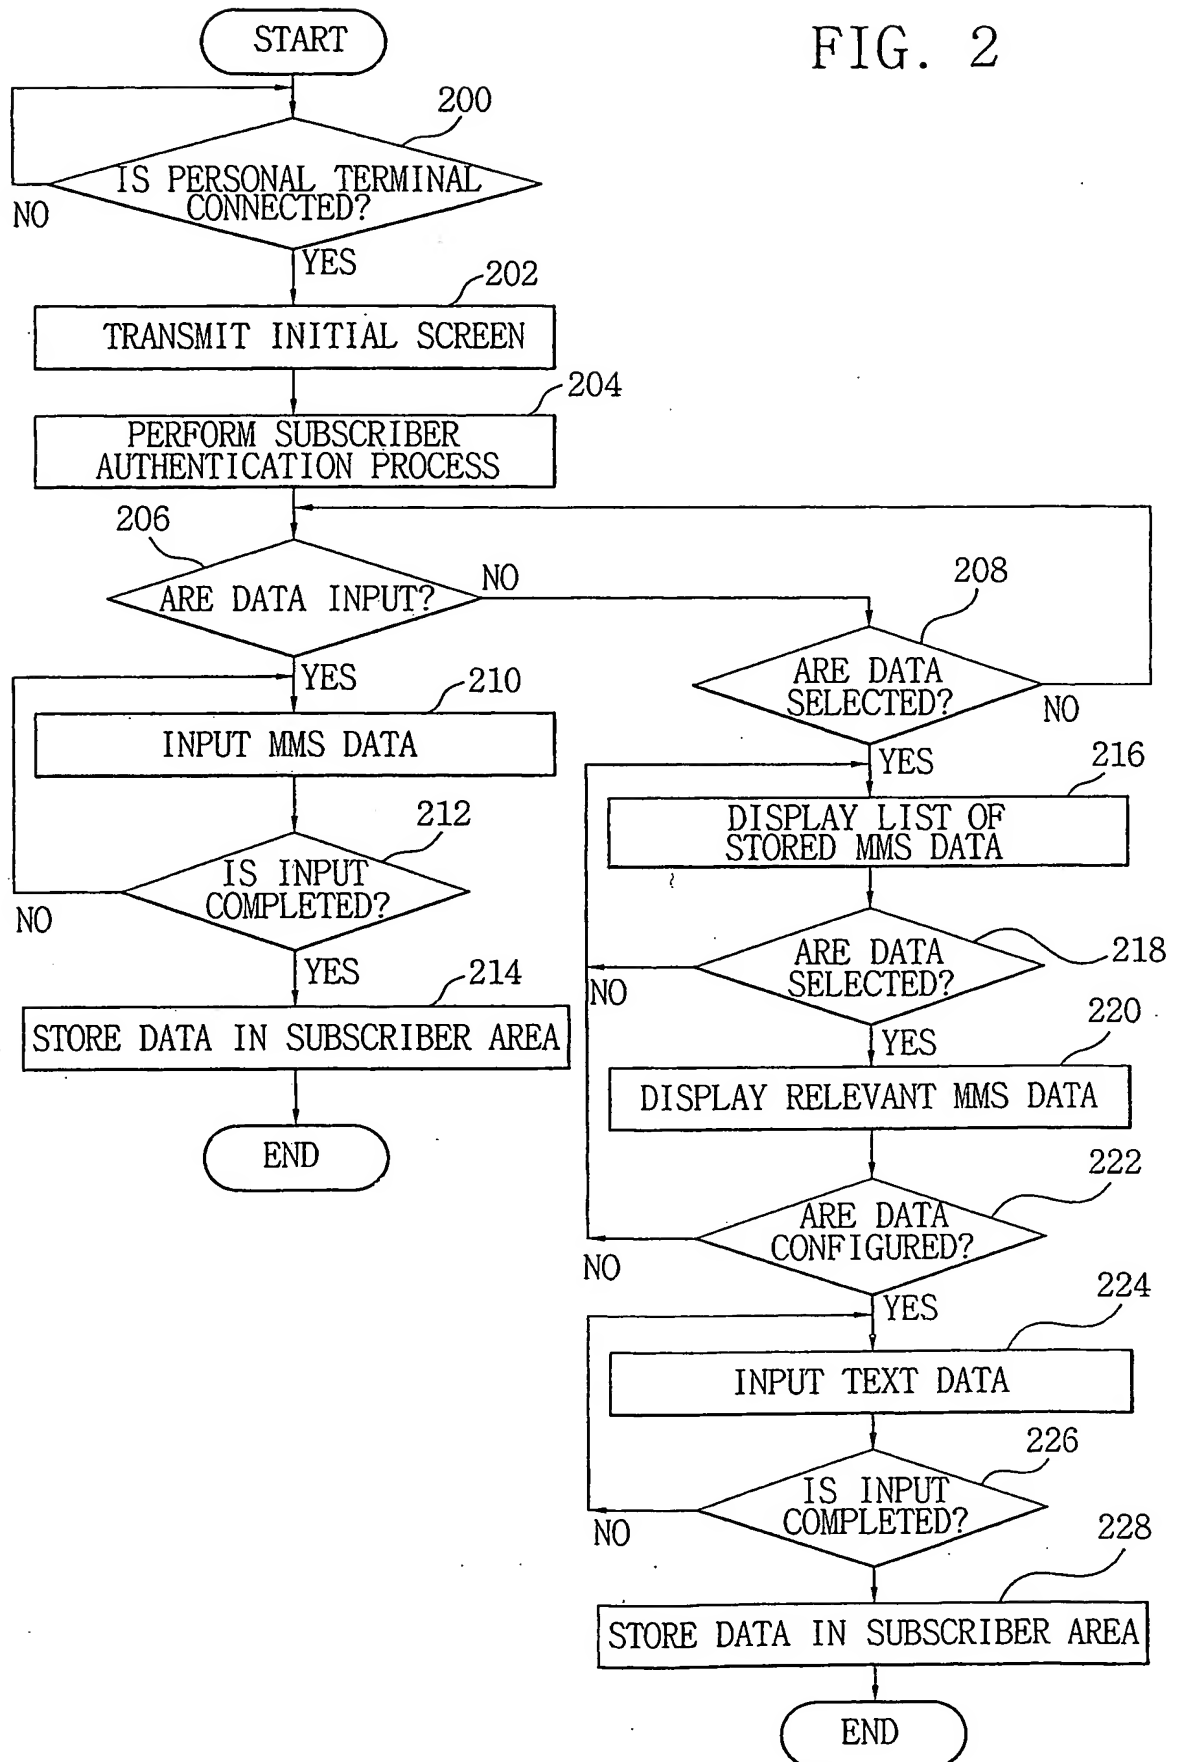 FIG. 2
START
200
IS PERSONAL TERMINAL
CONNECTED?
NO
YES
202
TRANSMIT INITIAL SCREEN
204
PERFORM SUBSCRIBER
AUTHENTICATION PROCESS
206
ARE DATA INPUT?
NO
YES
210
INPUT MMS DATA
212
IS INPUT
COMPLETED?
NO
YES
214
STORE DATA IN SUBSCRIBER AREA
END
208
ARE DATA
SELECTED?
NO
YES
216
DISPLAY LIST OF
STORED MMS DATA
218
ARE DATA
SELECTED?
NO
YES
220
DISPLAY RELEVANT MMS DATA
222
ARE DATA
CONFIGURED?
NO
YES
224
INPUT TEXT DATA
226
IS INPUT
COMPLETED?
NO
228
STORE DATA IN SUBSCRIBER AREA
END